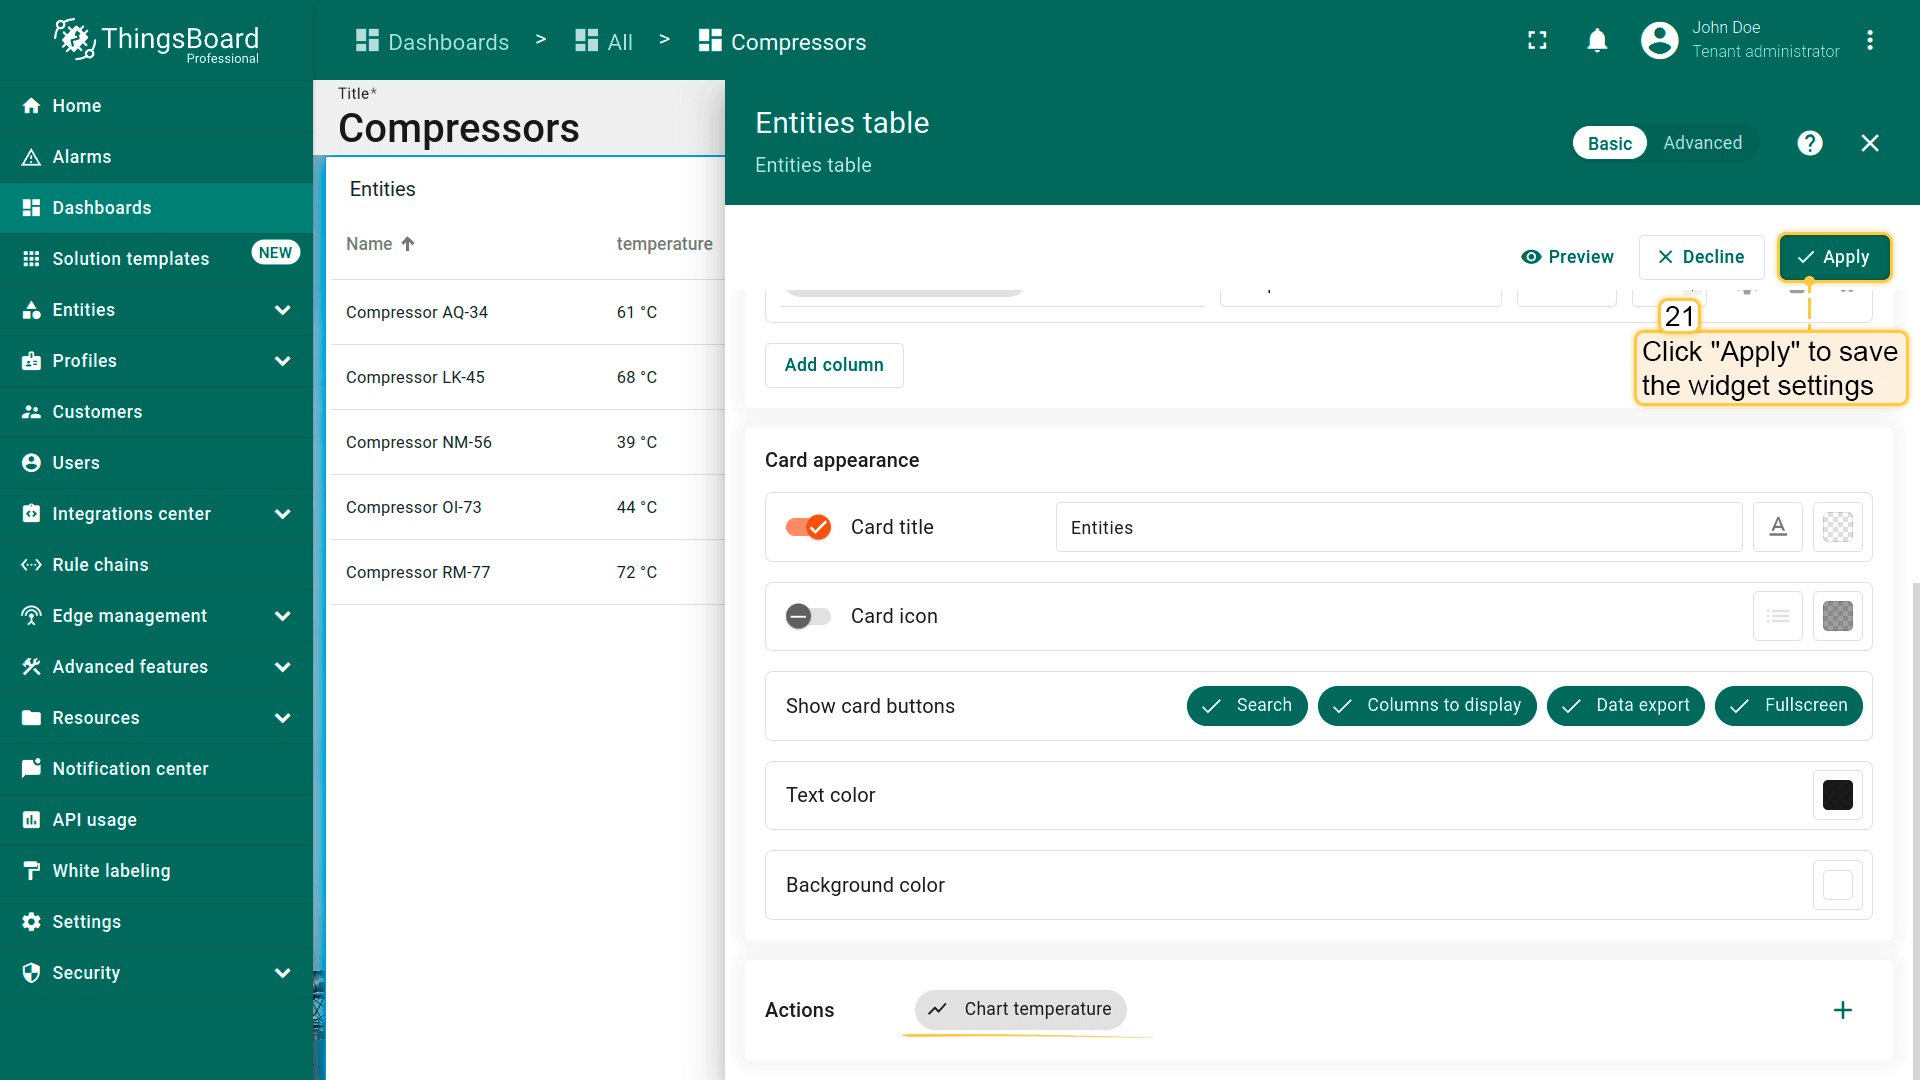 ThingsBoard
Professional
Dashboards > All > Compressors
John Doe
Tenant administrator
Home
Alarms
Dashboards
Solution templates NEW
Entities
Profiles
Customers
Users
Integrations center
Rule chains
Edge management
Advanced features
Resources
Notification center
API usage
White labeling
Settings
Security
Title*
Compressors
Entities
Name temperature
Compressor AQ-34 61 °C
Compressor LK-45 68 °C
Compressor NM-56 39 °C
Compressor OI-73 44 °C
Compressor RM-77 72 °C
Entities table
Entities table
Basic Advanced
Preview Decline Apply
21
Click "Apply" to save
the widget settings
Add column
Card appearance
Card title Entities
Card icon
Show card buttons Search Columns to display Data export Fullscreen
Text color
Background color
Actions Chart temperature